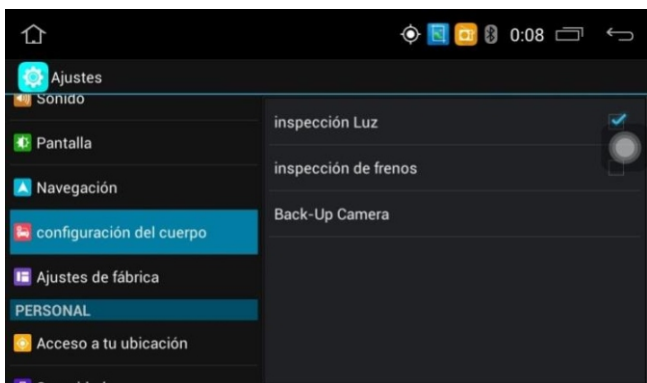 0:08
Ajustes
Sonido
Pantalla
Navegación
configuración del cuerpo
Ajustes de fábrica
PERSONAL
Acceso a tu ubicación
inspección Luz
inspección de frenos
Back-Up Camera